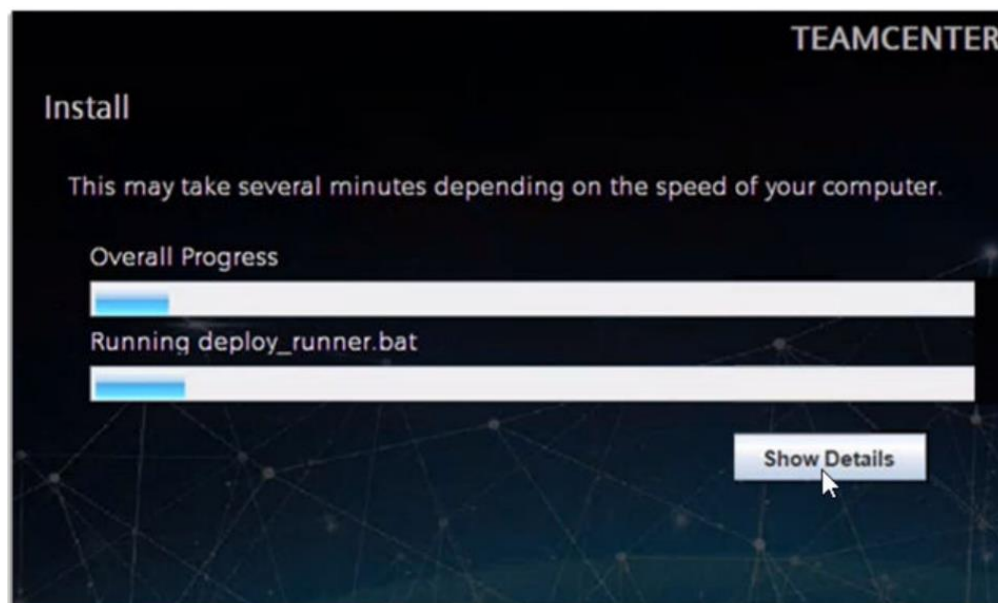 TEAMCENTER
Install
This may take several minutes depending on the speed of your computer.
Overall Progress
Running deploy_runner.bat
Show Details